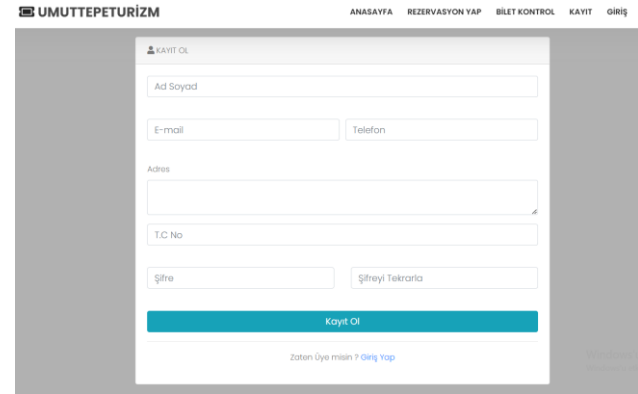 UMUTTEPETURİZM
ANASAYFA REZERVASYON YAP BİLET KONTROL KAYIT GİRİŞ
KAYIT OL
Ad Soyad
E-mail Telefon
Adres
T.C No
Şifre Şifreyi Tekrarla
Kayıt Ol
Zaten Üye misin ? Giriş Yap